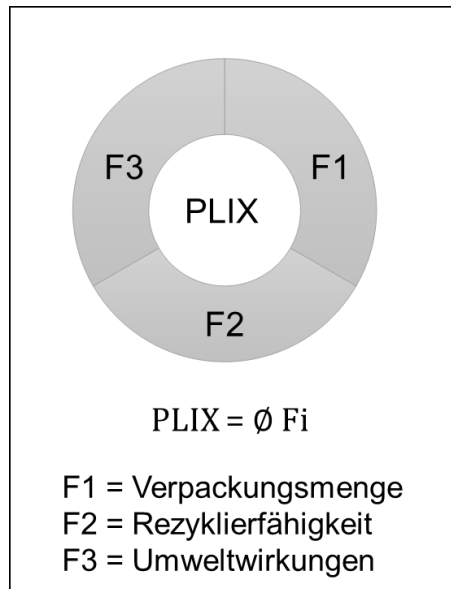 F3
F1
PLIX
F2
PLIX = Ø Fi
F1 = Verpackungsmenge
F2 = Rezyklierfähigkeit
F3 = Umweltwirkungen